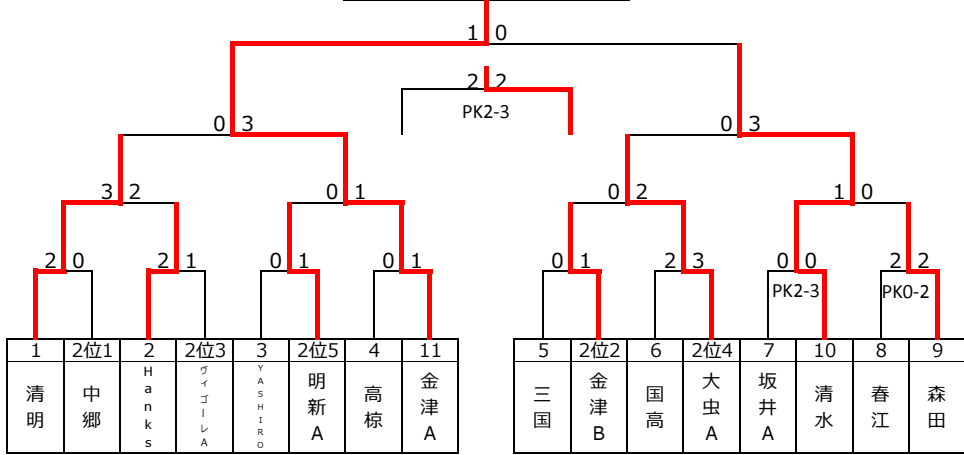 1 0
2 2
PK2-3
0 3
0 3
3 2
0 1
0 2
1 0
2 0
2 1
0 1
0 1
0 1
2 3
0 0
2 2
PK2-3
PK0-2
1 2位1 2 2位3 3 2位5 4 11
5 2位2 6 2位4 7 10 8 9
清明
中郷
Hanks
ヴィゴーレA
YASHIRO
明新A
高椋
金津A
三国
金津B
国高
大虫A
坂井A
清水
春江
森田